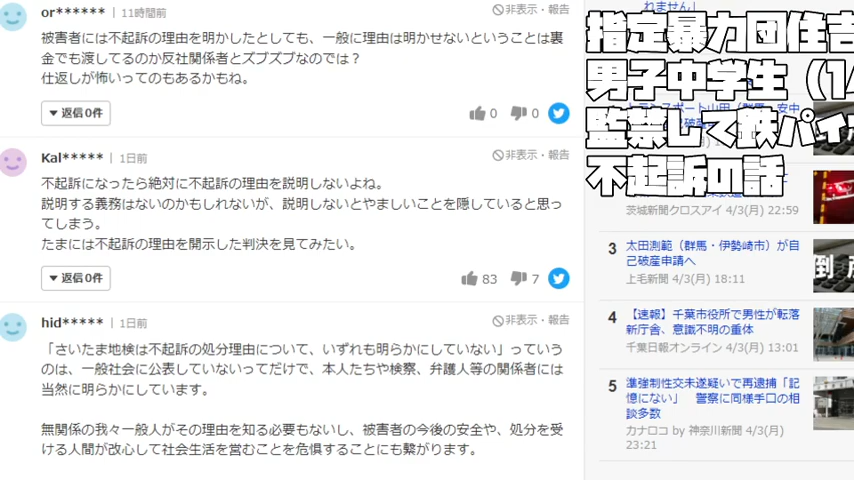 or****** | 11時間前
非表示・報告
被害者には不起訴の理由を明かしたとしても、一般に理由は明かせないということは裏
金でも渡してるのか反社関係者とズブズブなのでは？
仕返しが怖いってのもあるかもね。
返信0件
0
0
Kal***** | 1日前
非表示・報告
不起訴になったら絶対に不起訴の理由を説明しないよね。
説明する義務はないのかもしれないが、説明しないとやましいことを隠していると思っ
てしまう。
たまには不起訴の理由を開示した判決を見てみたい。
返信0件
83
7
hid***** | 1日前
非表示・報告
「さいたま地検は不起訴の処分理由について、いずれも明らかにしていない」っていう
のは、一般社会に公表していないってだけで、本人たちや検察、弁護人等の関係者には
当然に明らかにしています。
無関係の我々一般人がその理由を知る必要もないし、被害者の今後の安全や、処分を受
ける人間が改心して社会生活を営むことを危惧することにも繋がります。
れません」
指定暴力団住吉
男子中学生（1
監禁して鉄パイ
不起訴の話
茨城新聞クロスアイ 4/3(月) 22:59
3
太田測範（群馬・伊勢崎市）が自
己破産申請へ
上毛新聞 4/3(月) 18:11
倒産
4
【速報】千葉市役所で男性が転落
新庁舎、意識不明の重体
千葉日報オンライン 4/3(月) 13:01
5
準強制性交未遂疑いで再逮捕「記
憶にない」 警察に同様手口の相
談多数
カナロコ by 神奈川新聞 4/3(月)
23:21